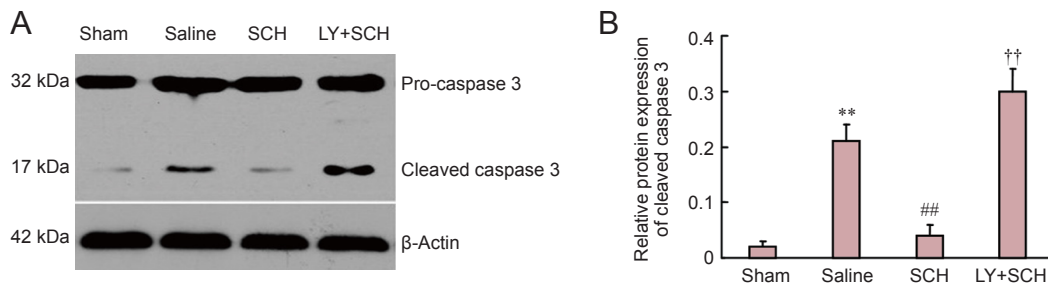 A
Sham Saline SCH LY+SCH
32 kDa
Pro-caspase 3
17 kDa
Cleaved caspase 3
42 kDa
β-Actin
B
Relative protein expression
of cleaved caspase 3
0.4
0.3
0.2
0.1
0
**
##
††
Sham Saline SCH LY+SCH